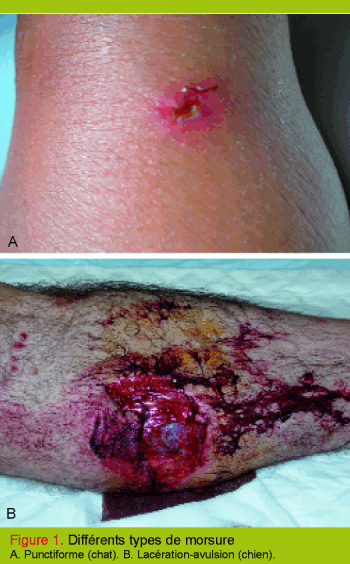 A
B
Figure 1. Différents types de morsure
A. Punctiforme (chat). B. Lacération-avulsion (chien).